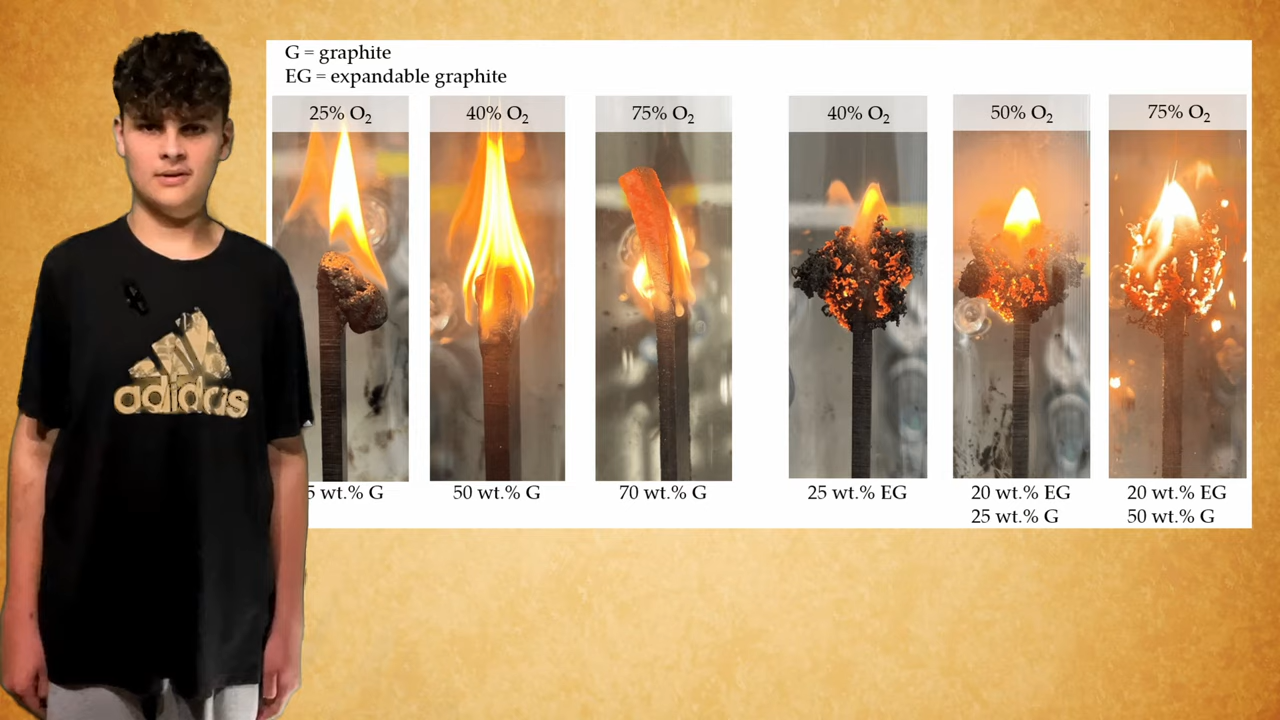 G = graphite
EG = expandable graphite
25% O₂
40% O₂
75% O₂
40% O₂
50% O₂
75% O₂
adidas
5 wt.% G
50 wt.% G
70 wt.% G
25 wt.% EG
20 wt.% EG
25 wt.% G
20 wt.% EG
50 wt.% G